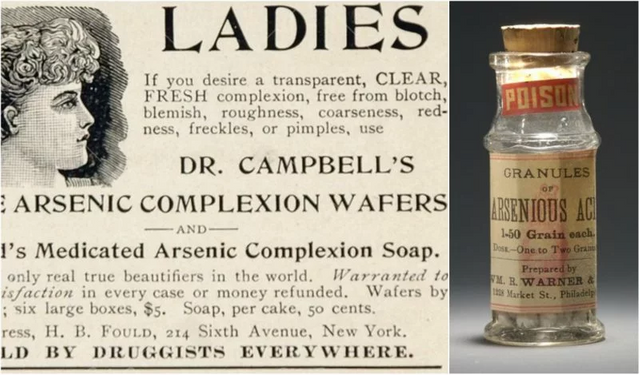 LADIES
If you desire a transparent, CLEAR,
FRESH complexion, free from blotch,
blemish, roughness, coarseness, red-
ness, freckles, or pimples, use
DR. CAMPBELL'S
ARSENIC COMPLEXION WAFERS
—AND—
'S Medicated Arsenic Complexion Soap.
only real true beautifiers in the world. Warranted to
isfaction in every case or money refunded. Wafers by
; six large boxes, $5. Soap, per cake, 50 cents.
ress, H. B. FOULD, 214 Sixth Avenue, New York.
LD BY DRUGGISTS EVERYWHERE.
POISON
GRANULES
OF
ARSENIOUS ACI
1-50 Grain each.
Dose.—One to Two Granu
Prepared by
WM. R. WARNER &
1228 Market St., Philadelp